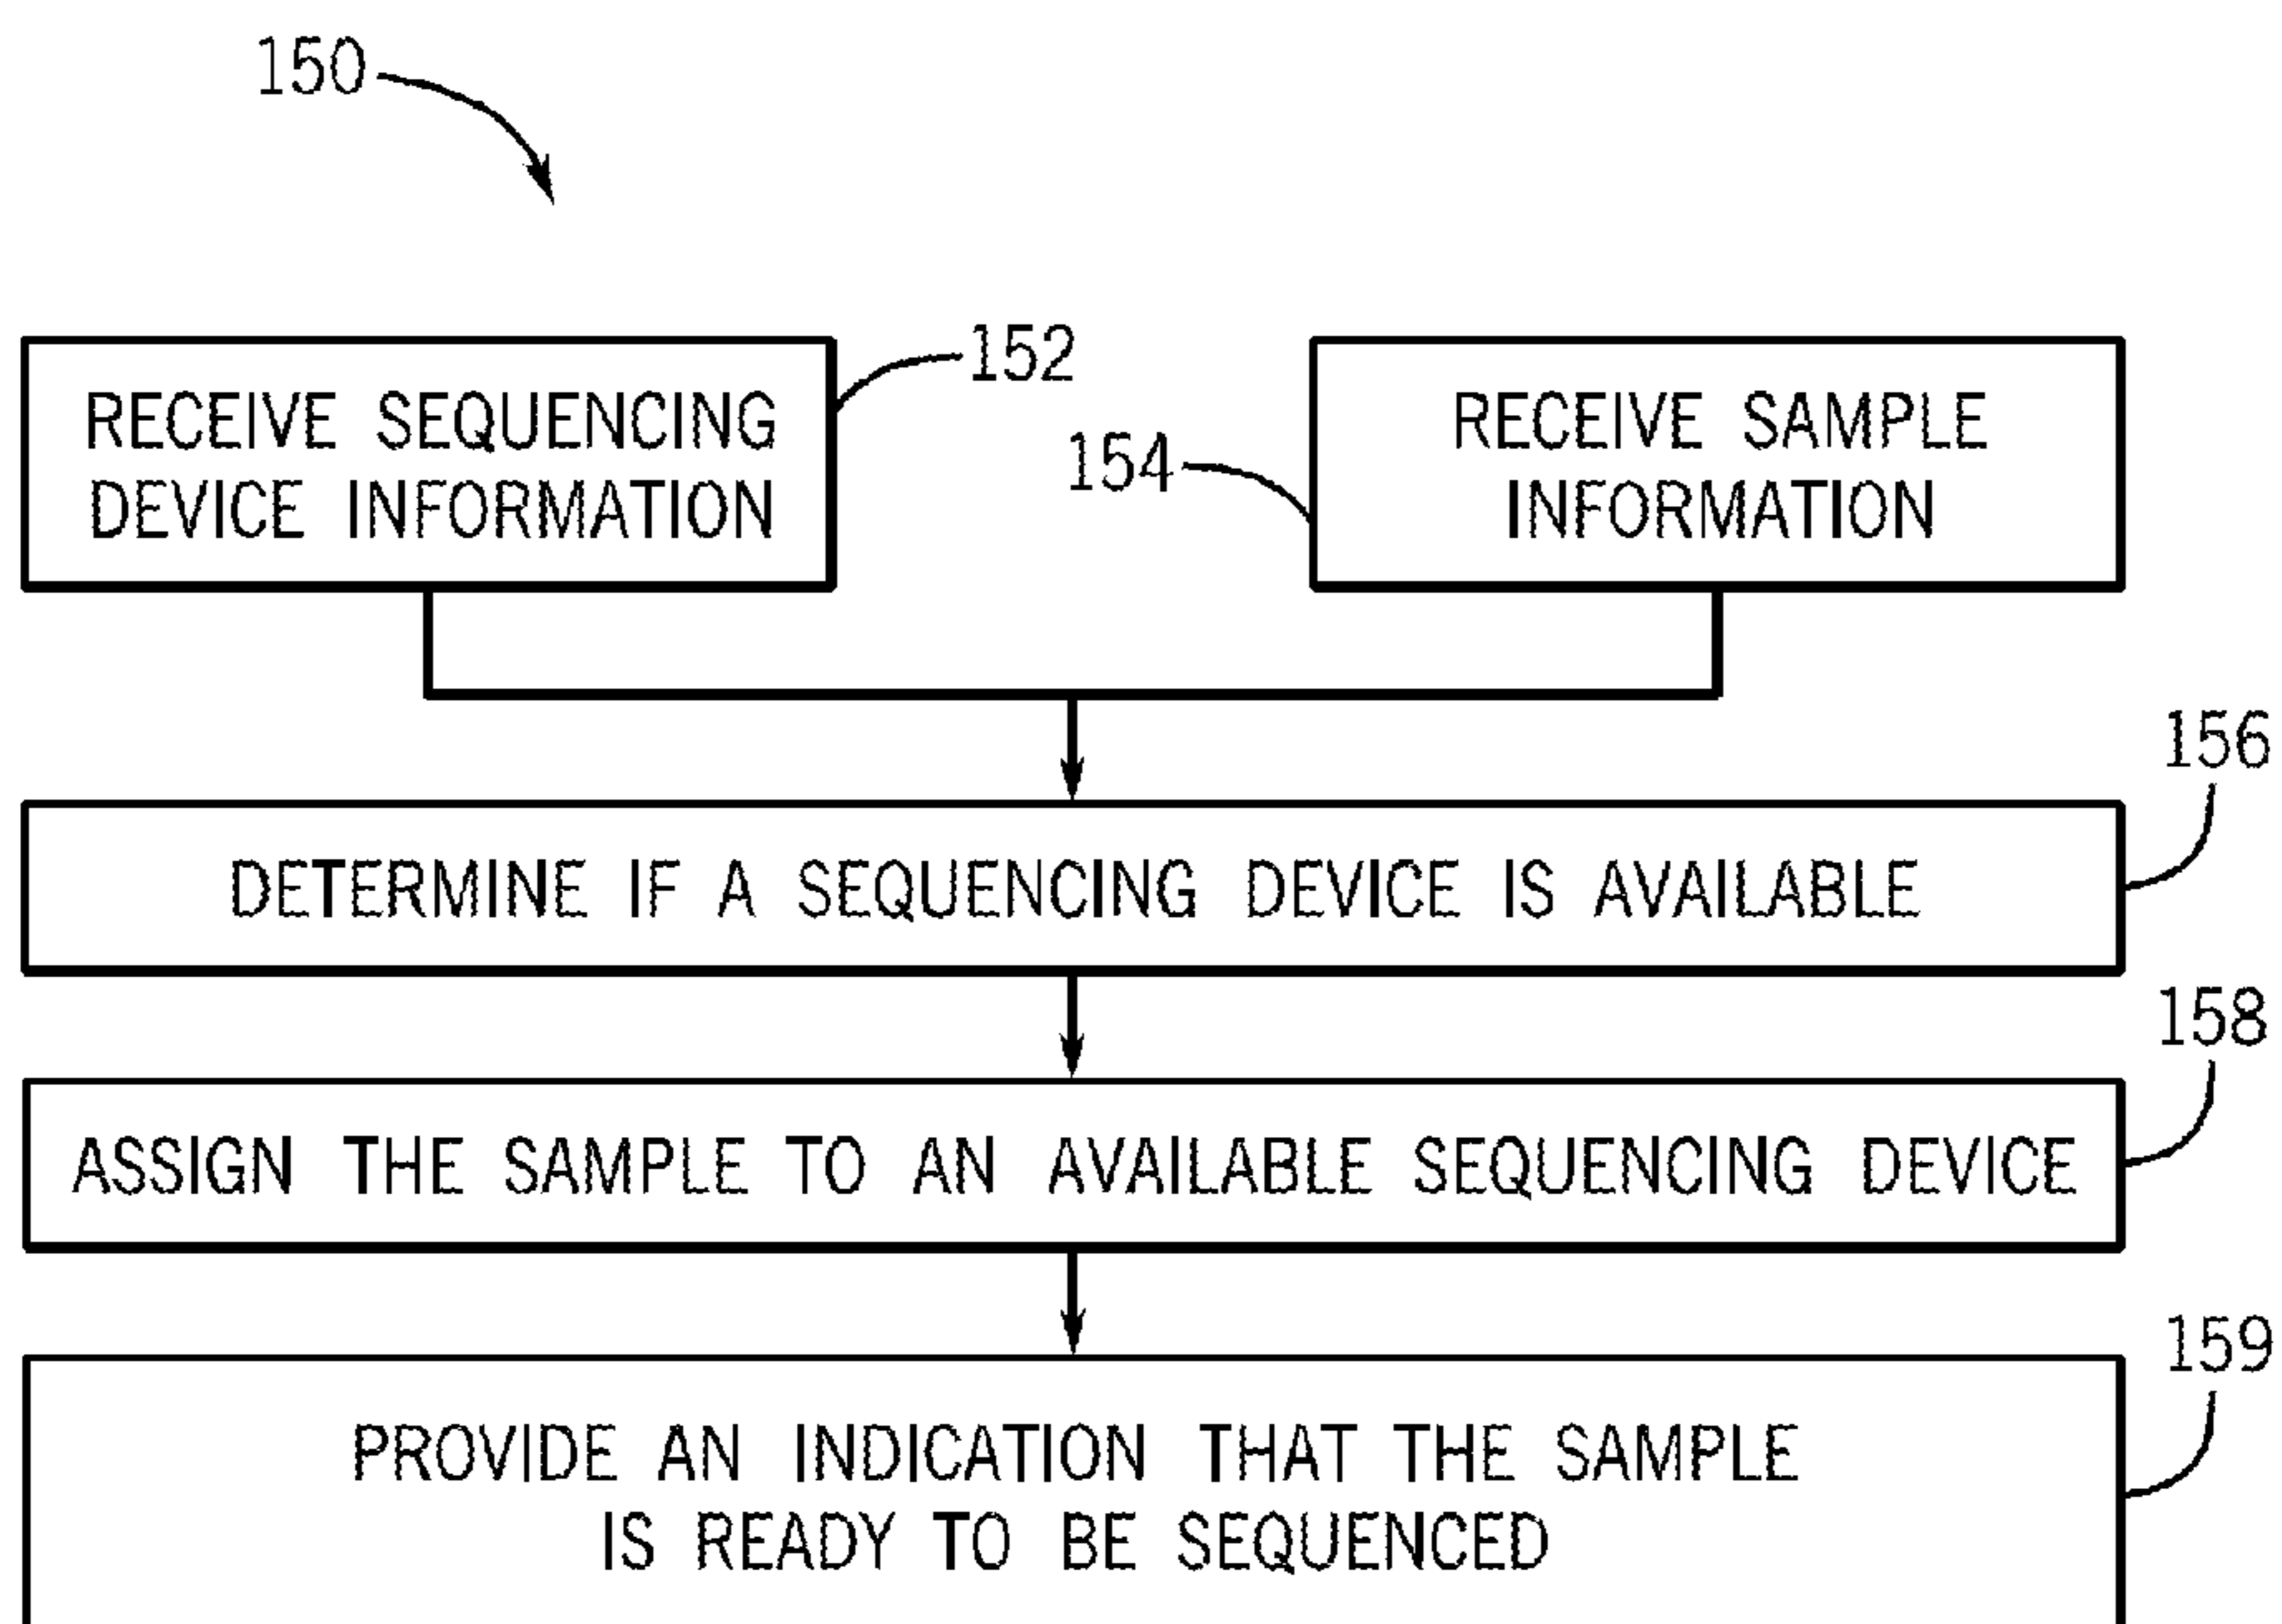 150
152
RECEIVE SEQUENCING
DEVICE INFORMATION
154
RECEIVE SAMPLE
INFORMATION
156
DETERMINE IF A SEQUENCING DEVICE IS AVAILABLE
158
ASSIGN THE SAMPLE TO AN AVAILABLE SEQUENCING DEVICE
159
PROVIDE AN INDICATION THAT THE SAMPLE
IS READY TO BE SEQUENCED